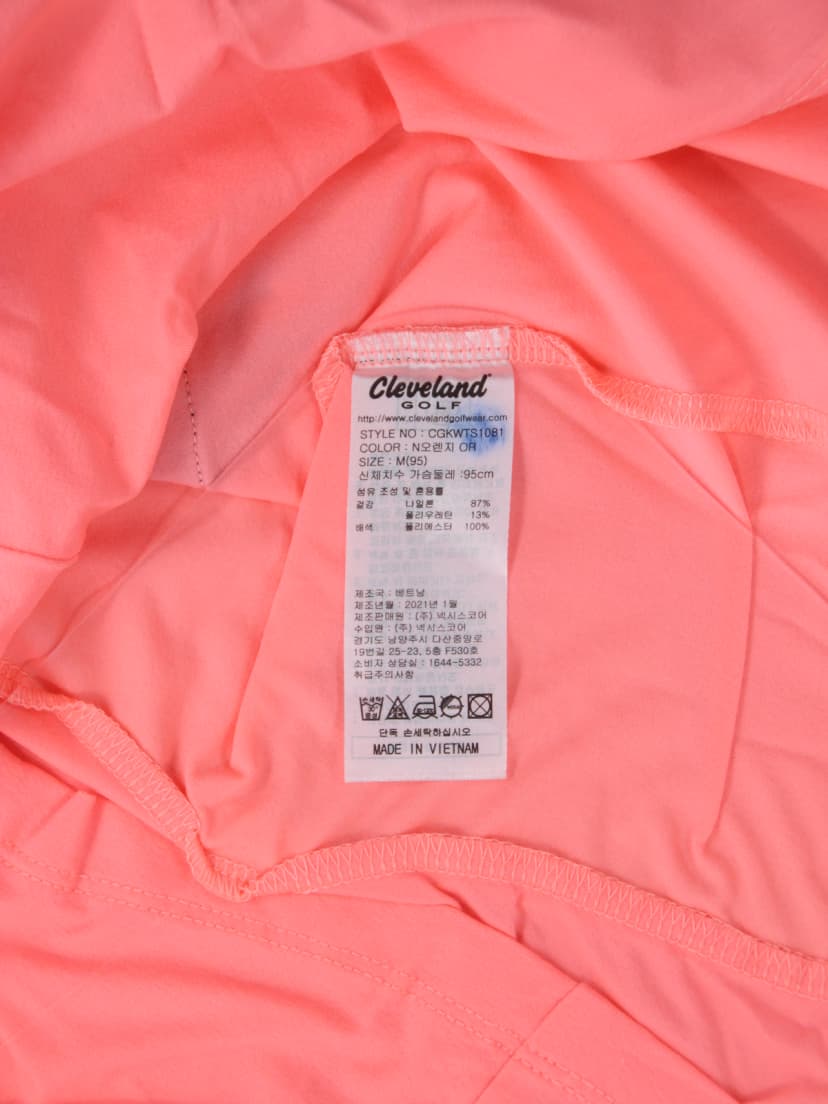 Cleveland
GOLF
http://www.clevelandgolfwear.com
STYLE NO : CGKWTS1081
COLOR : N오렌지 OR
SIZE : M(95)
신체치수 가슴둘레 :95cm
섬유 조성 및 혼용률
겉감 나일론 87%
폴리우레탄 13%
배색 폴리에스터 100%
제조국 : 베트남
제조년월 : 2021년 1월
제조판매원 : (주) 넥시스코어
수입원 : (주) 넥시스코어
경기도 남양주시 다산중앙로
19번길 25-23, 5층 F530호
소비자 상담실 : 1644-5332
취급주의사항
단독 손세탁하십시오
MADE IN VIETNAM